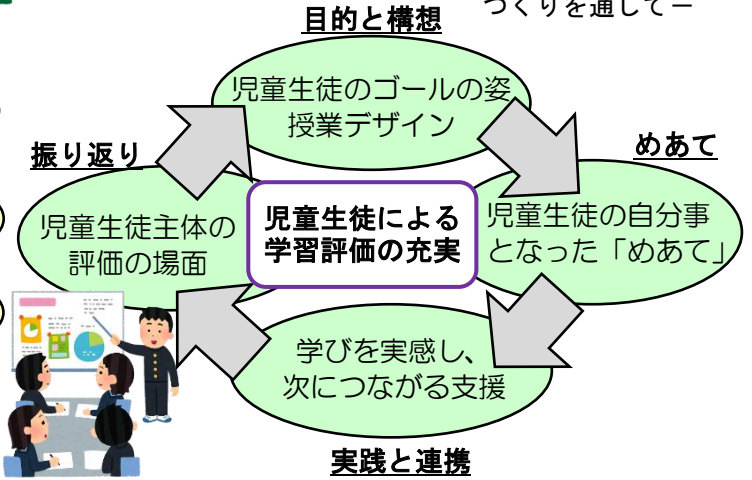 づくりを通して－
目的と構想
児童生徒のゴールの姿
授業デザイン
めあて
児童生徒の自分事
となった「めあて」
児童生徒による
学習評価の充実
振り返り
児童生徒主体の
評価の場面
学びを実感し、
次につながる支援
実践と連携